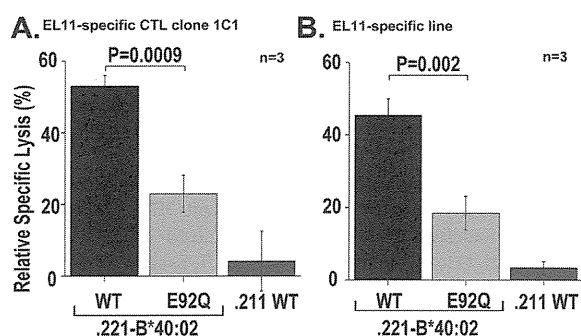 A. EL11-specific CTL clone 1C1
Relative Specific Lysis (%)
60
40
20
0
P=0.0009
n=3
WT
E92Q
.211 WT
.221-B*40:02
B. EL11-specific line
60
40
20
0
P=0.002
n=3
WT
E92Q
.211 WT
.221-B*40:02